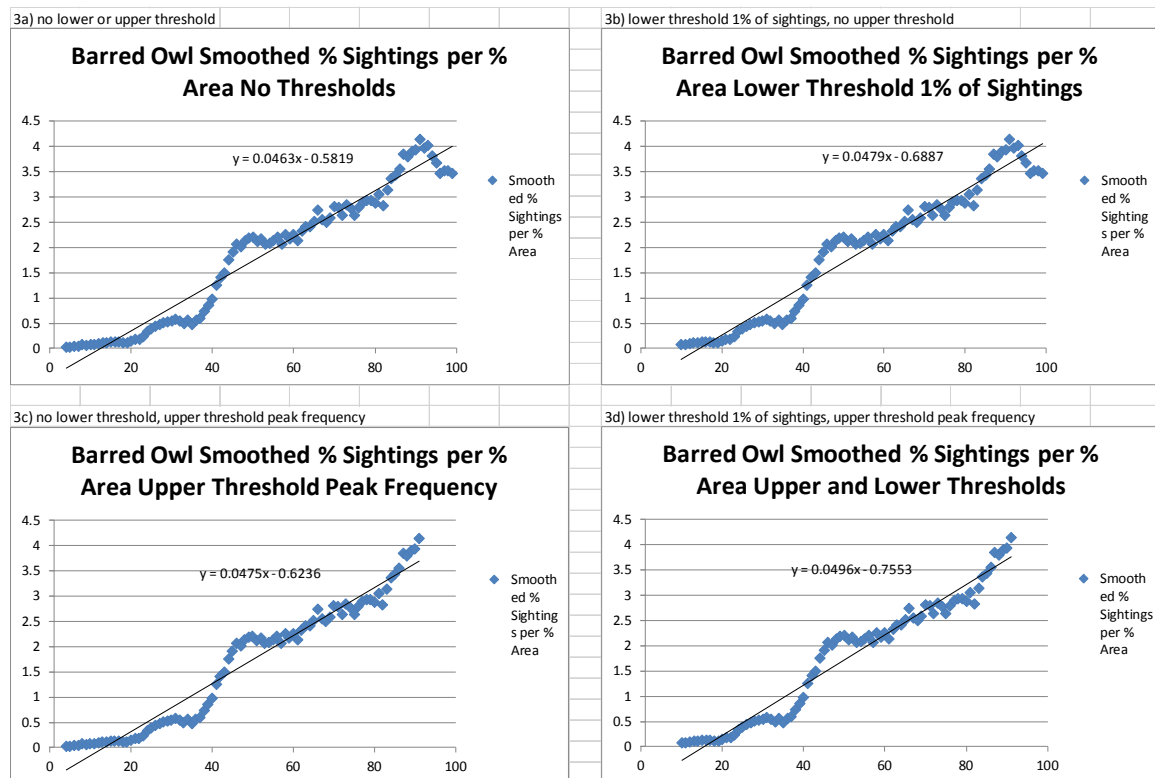 3a) no lower or upper threshold
Barred Owl Smoothed % Sightings per %
Area No Thresholds
4.5
4
3.5
3
2.5
2
1.5
1
0.5
0
0
20
40
60
80
100
y = 0.0463x - 0.5819
Smooth
ed %
Sightings
per %
Area
3b) lower threshold 1% of sightings, no upper threshold
Barred Owl Smoothed % Sightings per %
Area Lower Threshold 1% of Sightings
4.5
4
3.5
3
2.5
2
1.5
1
0.5
0
0
20
40
60
80
100
y = 0.0479x - 0.6887
Smooth
ed %
Sighting
s per %
Area
3c) no lower threshold, upper threshold peak frequency
Barred Owl Smoothed % Sightings per %
Area Upper Threshold Peak Frequency
4.5
4
3.5
3
2.5
2
1.5
1
0.5
0
0
20
40
60
80
100
y = 0.0475x - 0.6236
Smooth
ed %
Sighting
s per %
Area
3d) lower threshold 1% of sightings, upper threshold peak frequency
Barred Owl Smoothed % Sightings per %
Area Upper and Lower Thresholds
4.5
4
3.5
3
2.5
2
1.5
1
0.5
0
0
20
40
60
80
100
y = 0.0496x - 0.7553
Smooth
ed %
Sightings
per %
Area